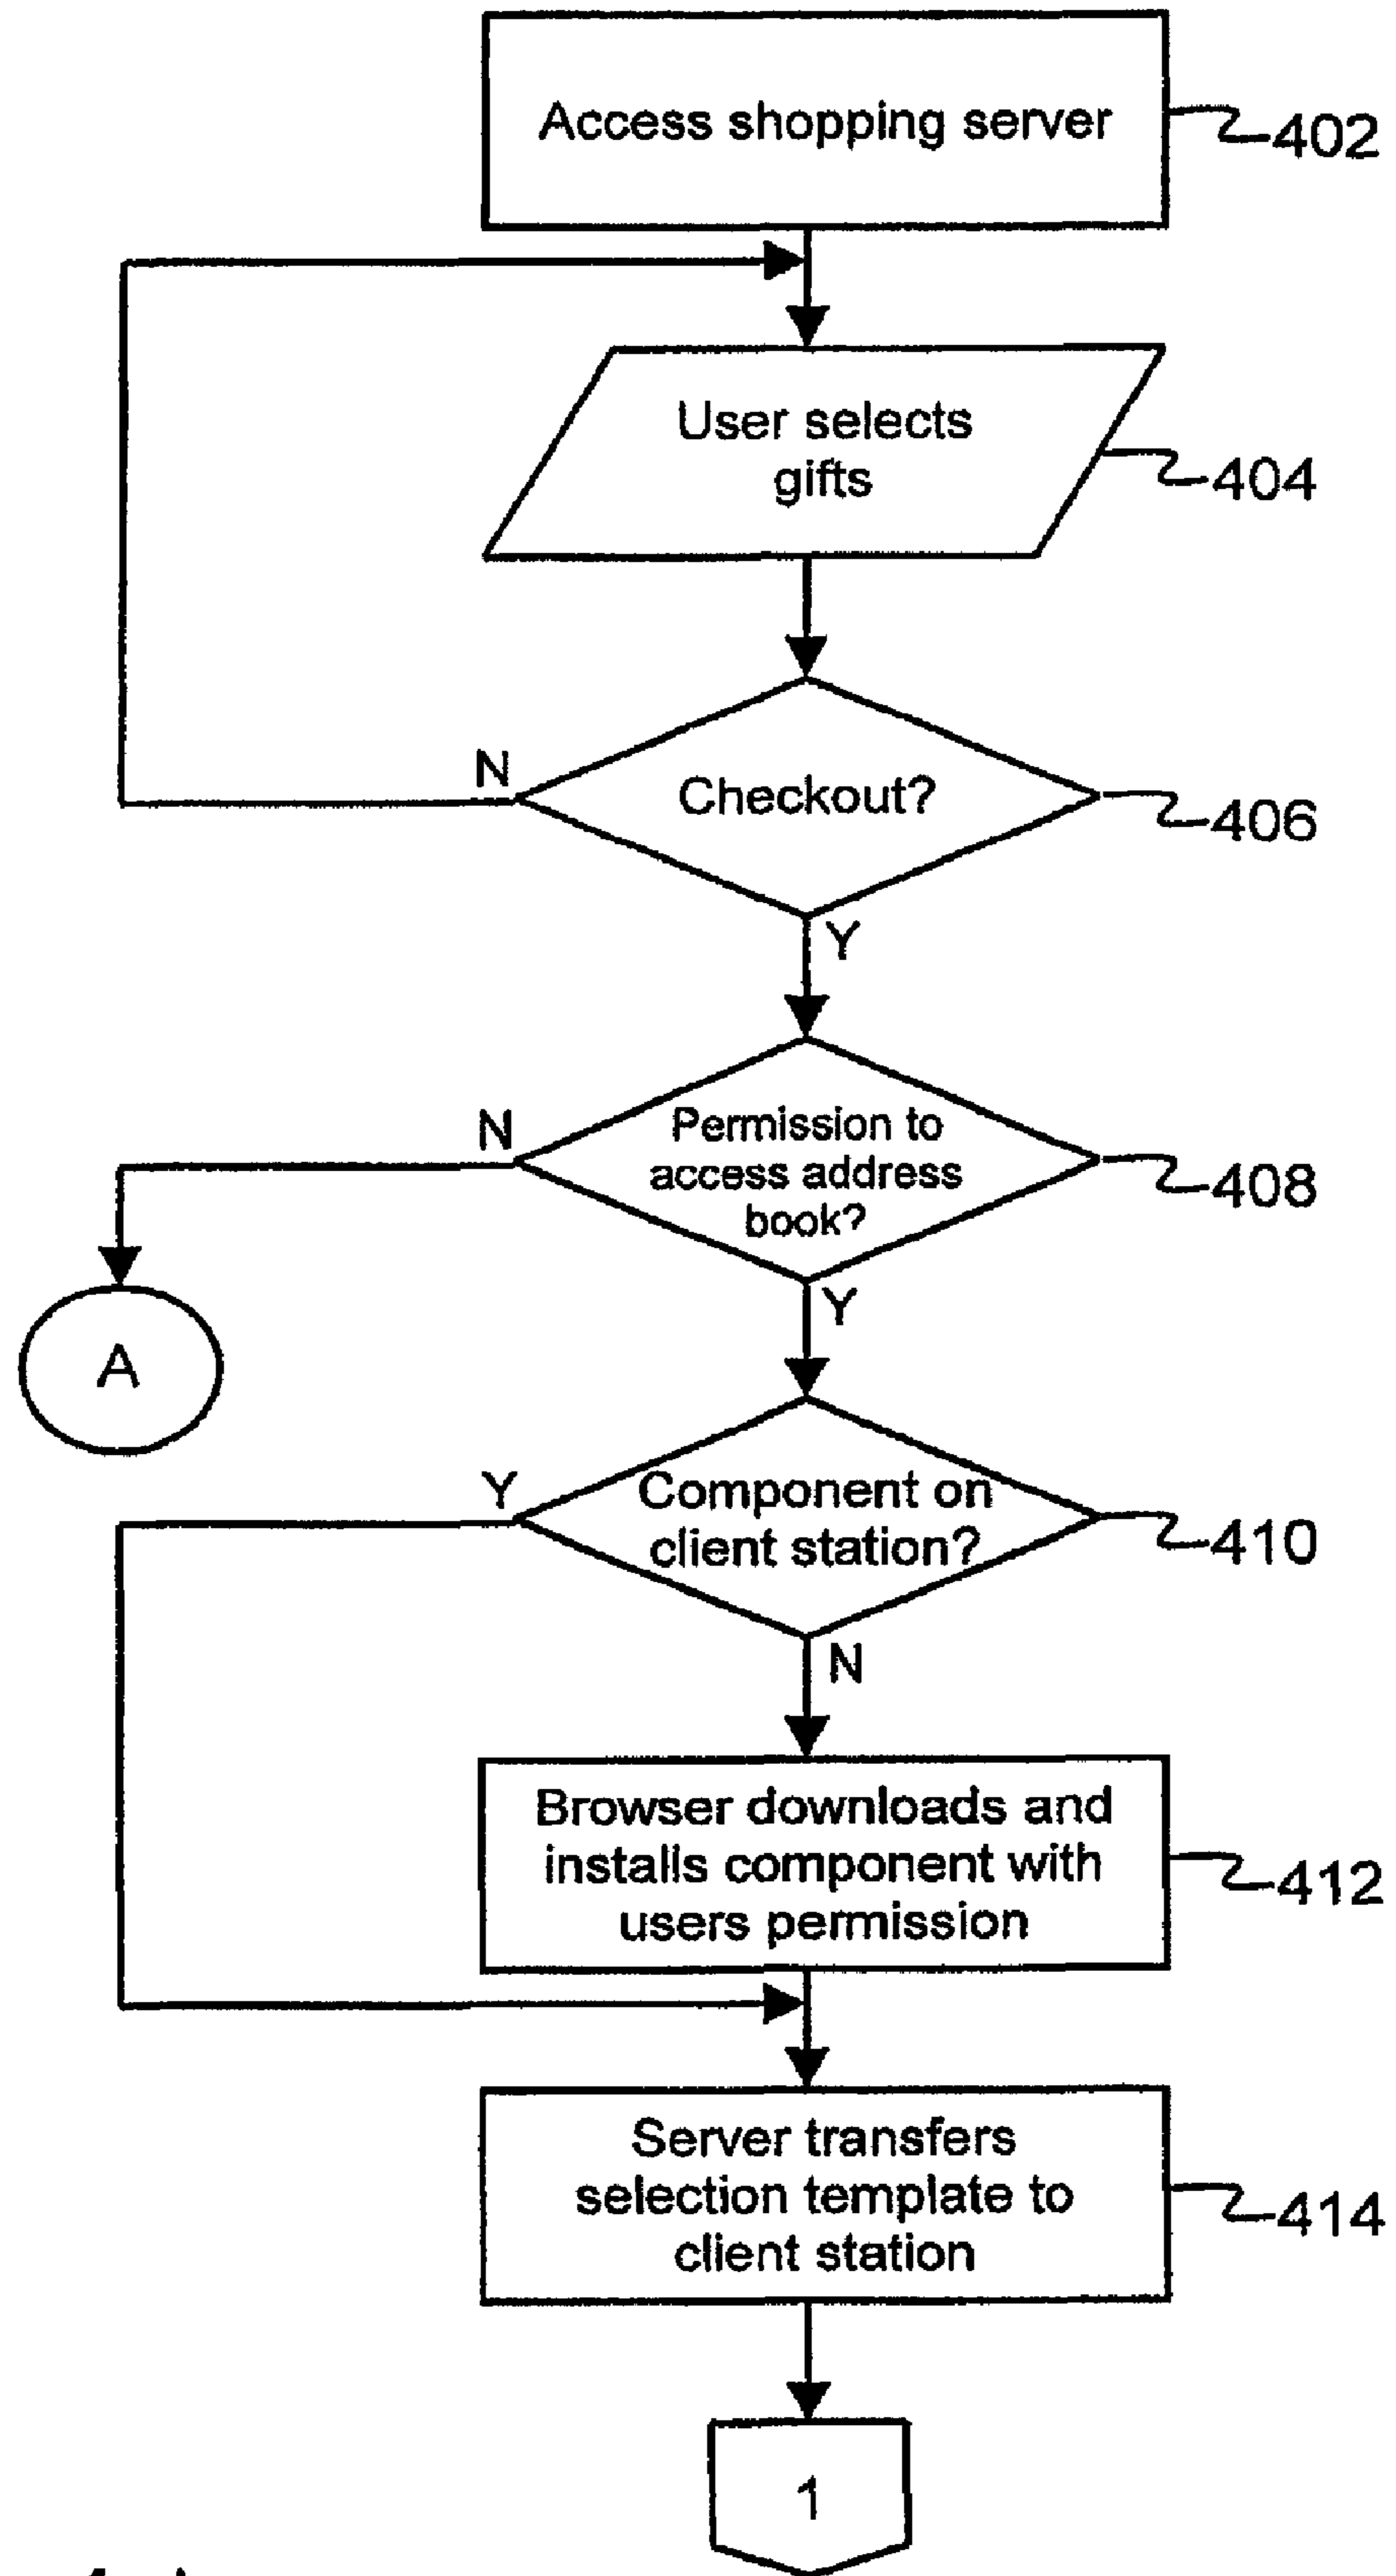 Access shopping server
402
User selects
gifts
404
N
Checkout?
406
Y
N
Permission to
access address
book?
408
Y
A
Y
Component on
client station?
410
N
Browser downloads and
installs component with
users permission
412
Server transfers
selection template to
client station
414
1